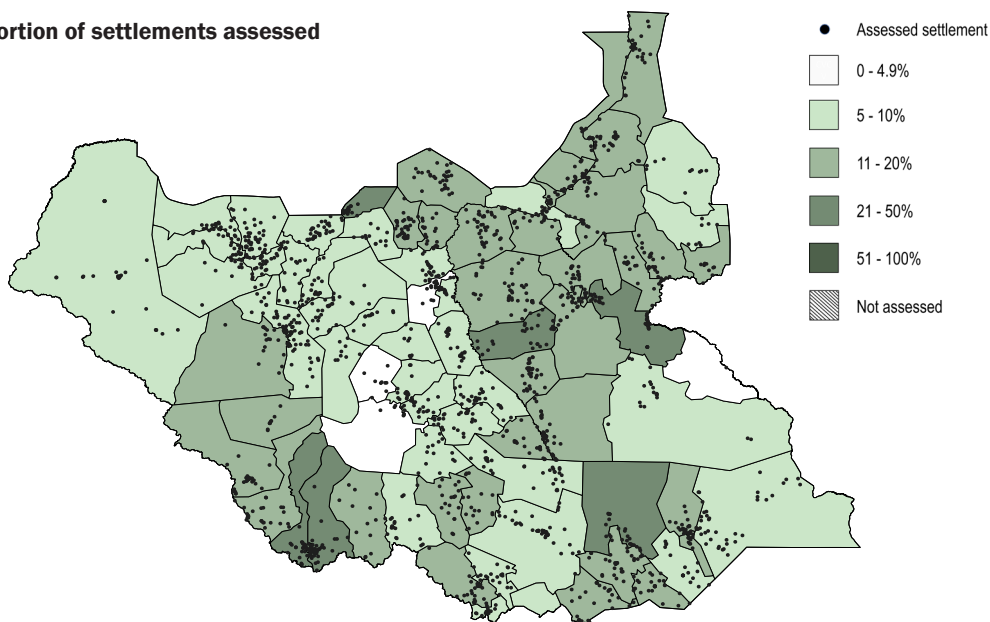 ortion of settlements assessed
Assessed settlement
0 - 4.9%
5 - 10%
11 - 20%
21 - 50%
51 - 100%
Not assessed